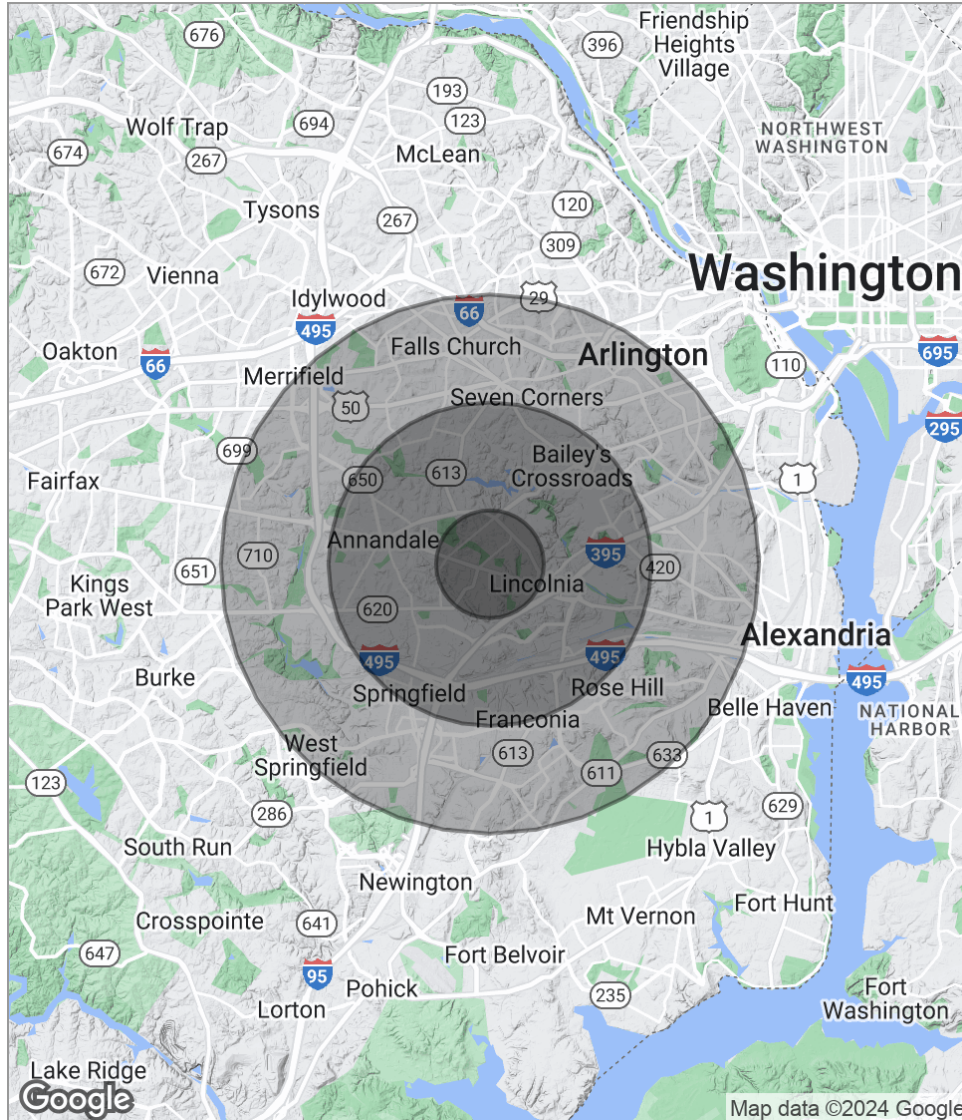 676
Friendship
Heights
Village
396
193
123
694
Wolf Trap
NORTHWEST
WASHINGTON
674
267
McLean
Tysons
120
267
309
672
Vienna
Washington
Idylwood
29
66
495
Falls Church
Arlington
695
Oakton
66
110
Merrifield
Seven Corners
50
295
699
Bailey's
Crossroads
613
650
1
Fairfax
Annandale
395
710
651
420
Kings
Park West
Lincolnia
620
Alexandria
495
495
Burke
495
Springfield
Rose Hill
Belle Haven
NATIONAL
HARBOR
Franconia
West
Springfield
613
633
611
123
286
629
1
South Run
Hybla Valley
Newington
Crosspointe
641
Mt Vernon
Fort Hunt
647
Fort Belvoir
95
Pohick
235
Fort
Washington
Lorton
Lake Ridge
Google
Map data ©2024 Google